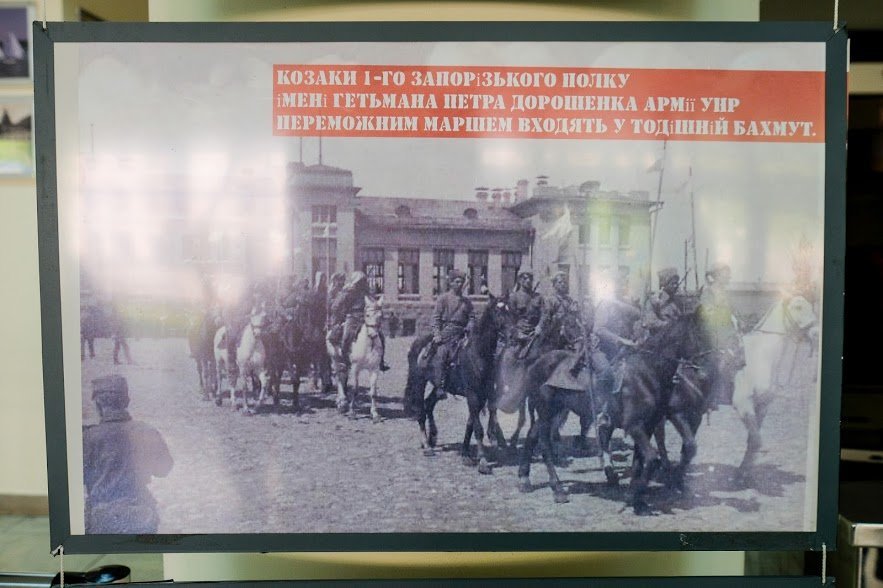 КОЗАКИ 1-ГО ЗАПОРІЗЬКОГО ПОЛКУ
ІМЕНІ ГЕТЬМАНА ПЕТРА ДОРОШЕНКА АРМІЇ УНР
ПЕРЕМОЖНИМ МАРШЕМ ВХОДЯТЬ У ТОДІШНІЙ БАХМУТ.